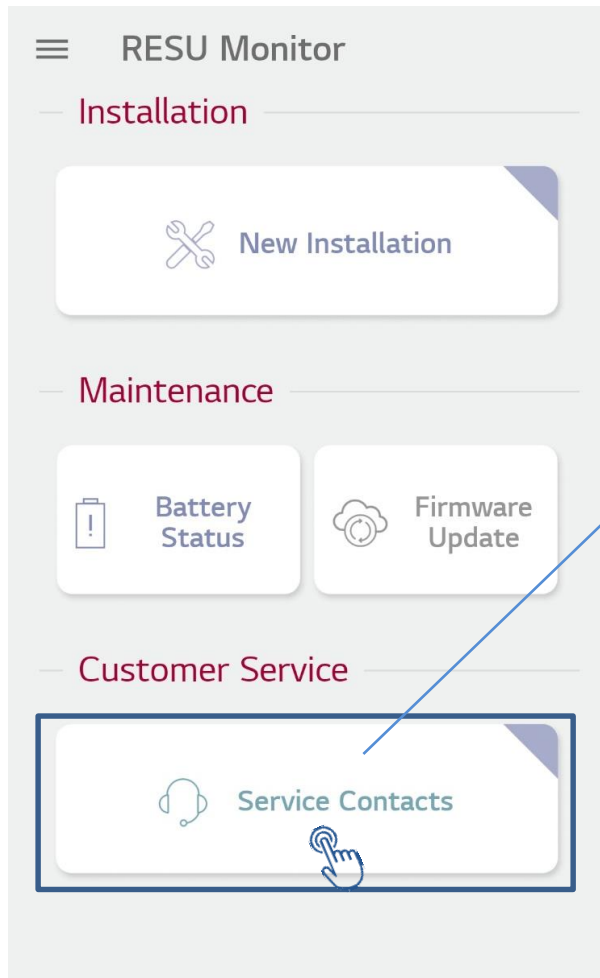 RESU Monitor
Installation
New Installation
Maintenance
Battery
Status
Firmware
Update
Customer Service
Service Contacts